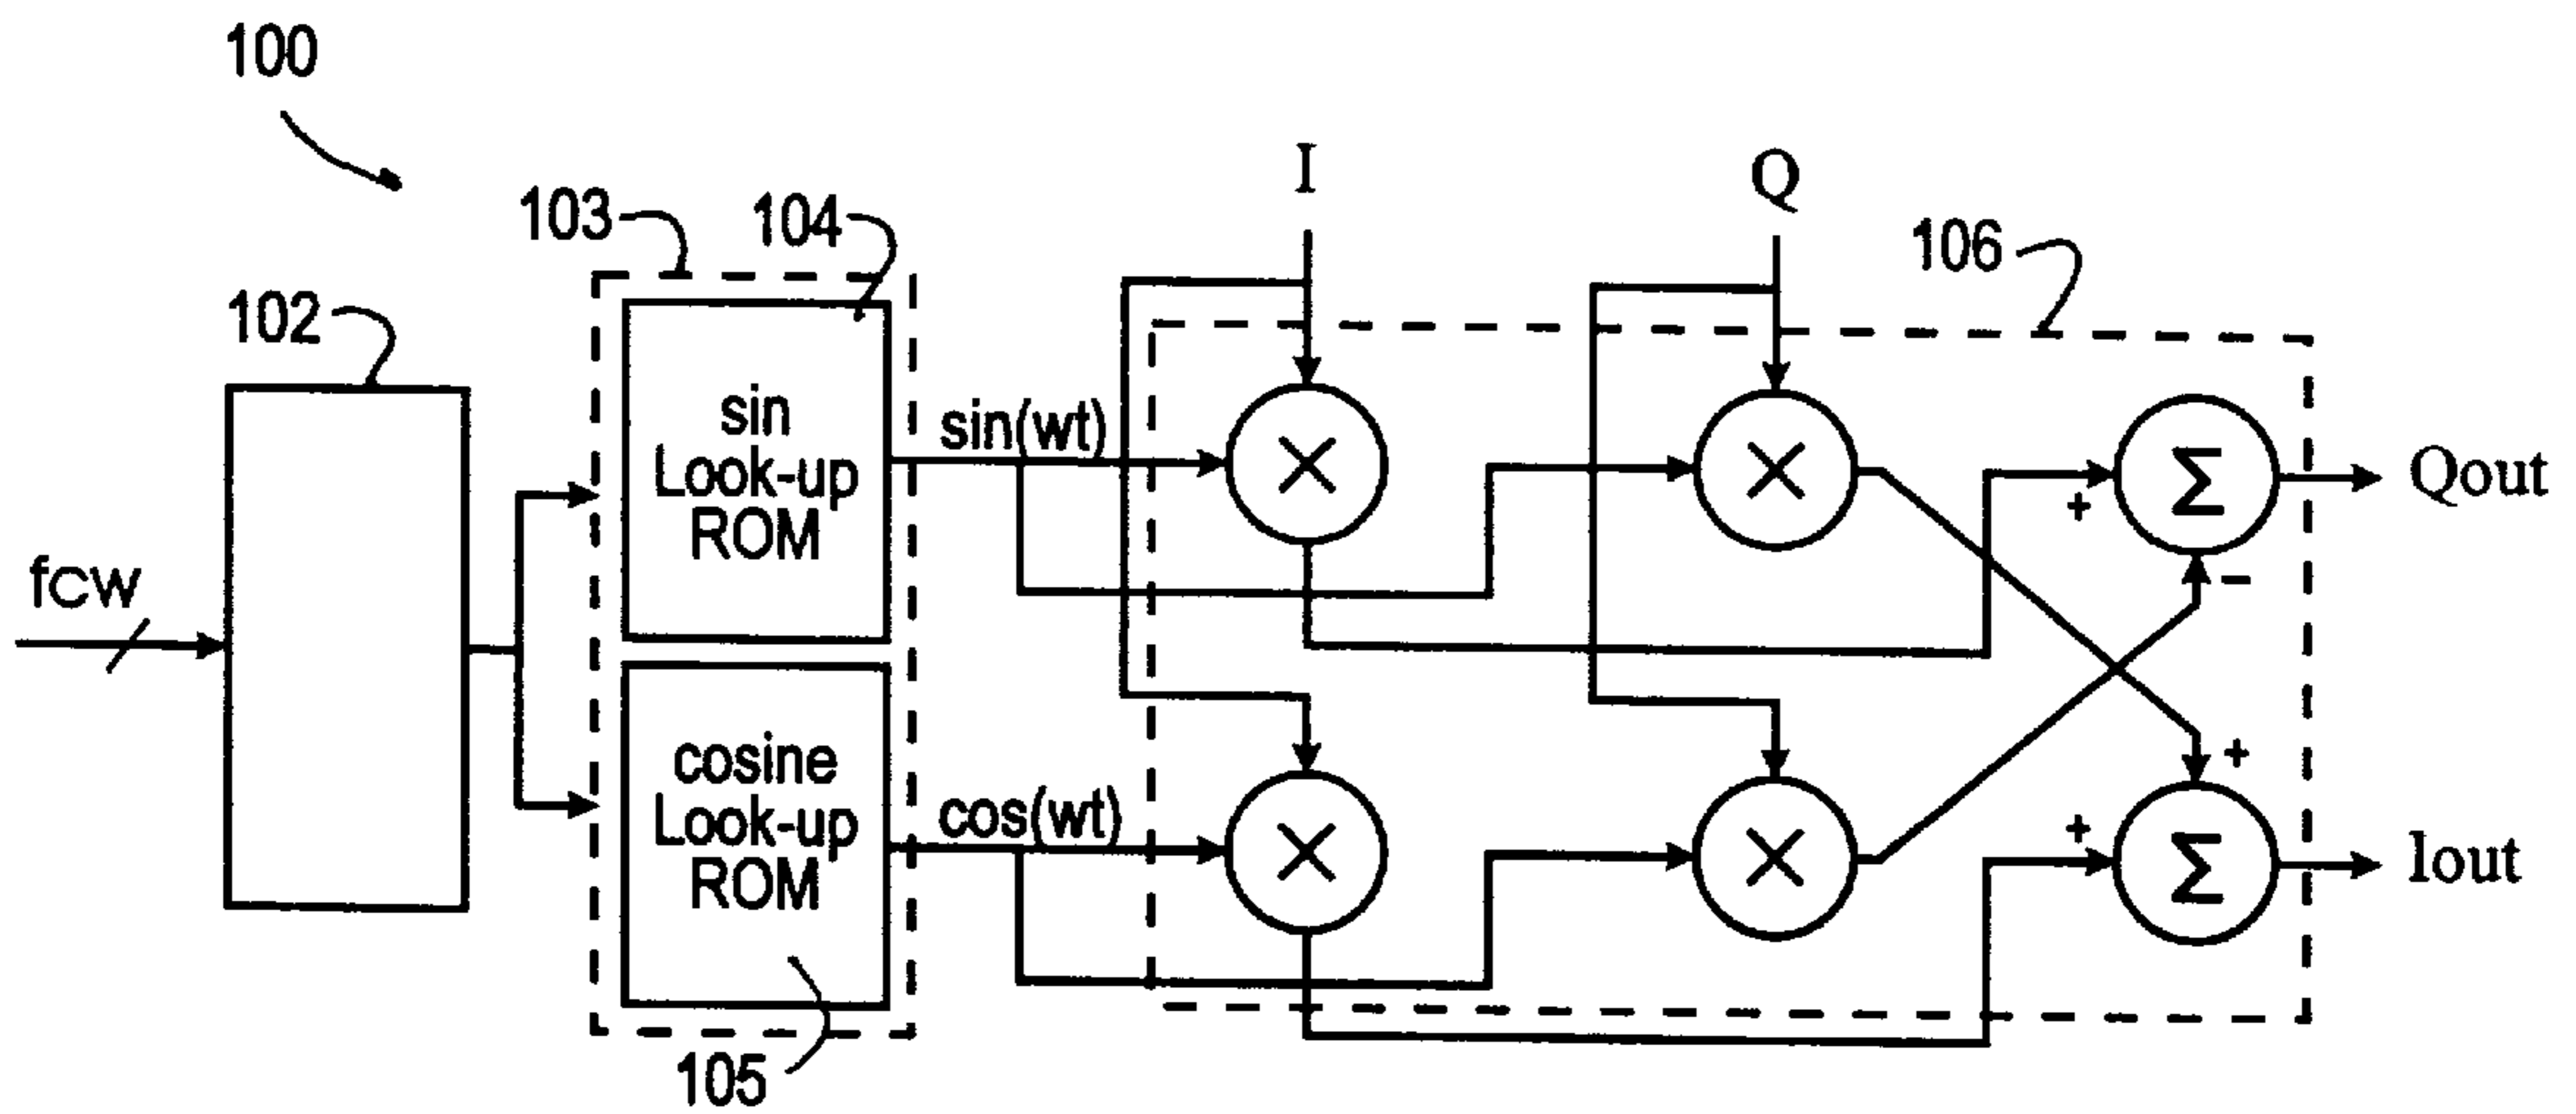 100
I
Q
103
104
106
102
sin
Look-up
ROM
sin(wt)
×
×
Σ
Qout
+
−
fcw
cosine
Look-up
ROM
cos(wt)
×
×
+
+
Σ
Iout
105